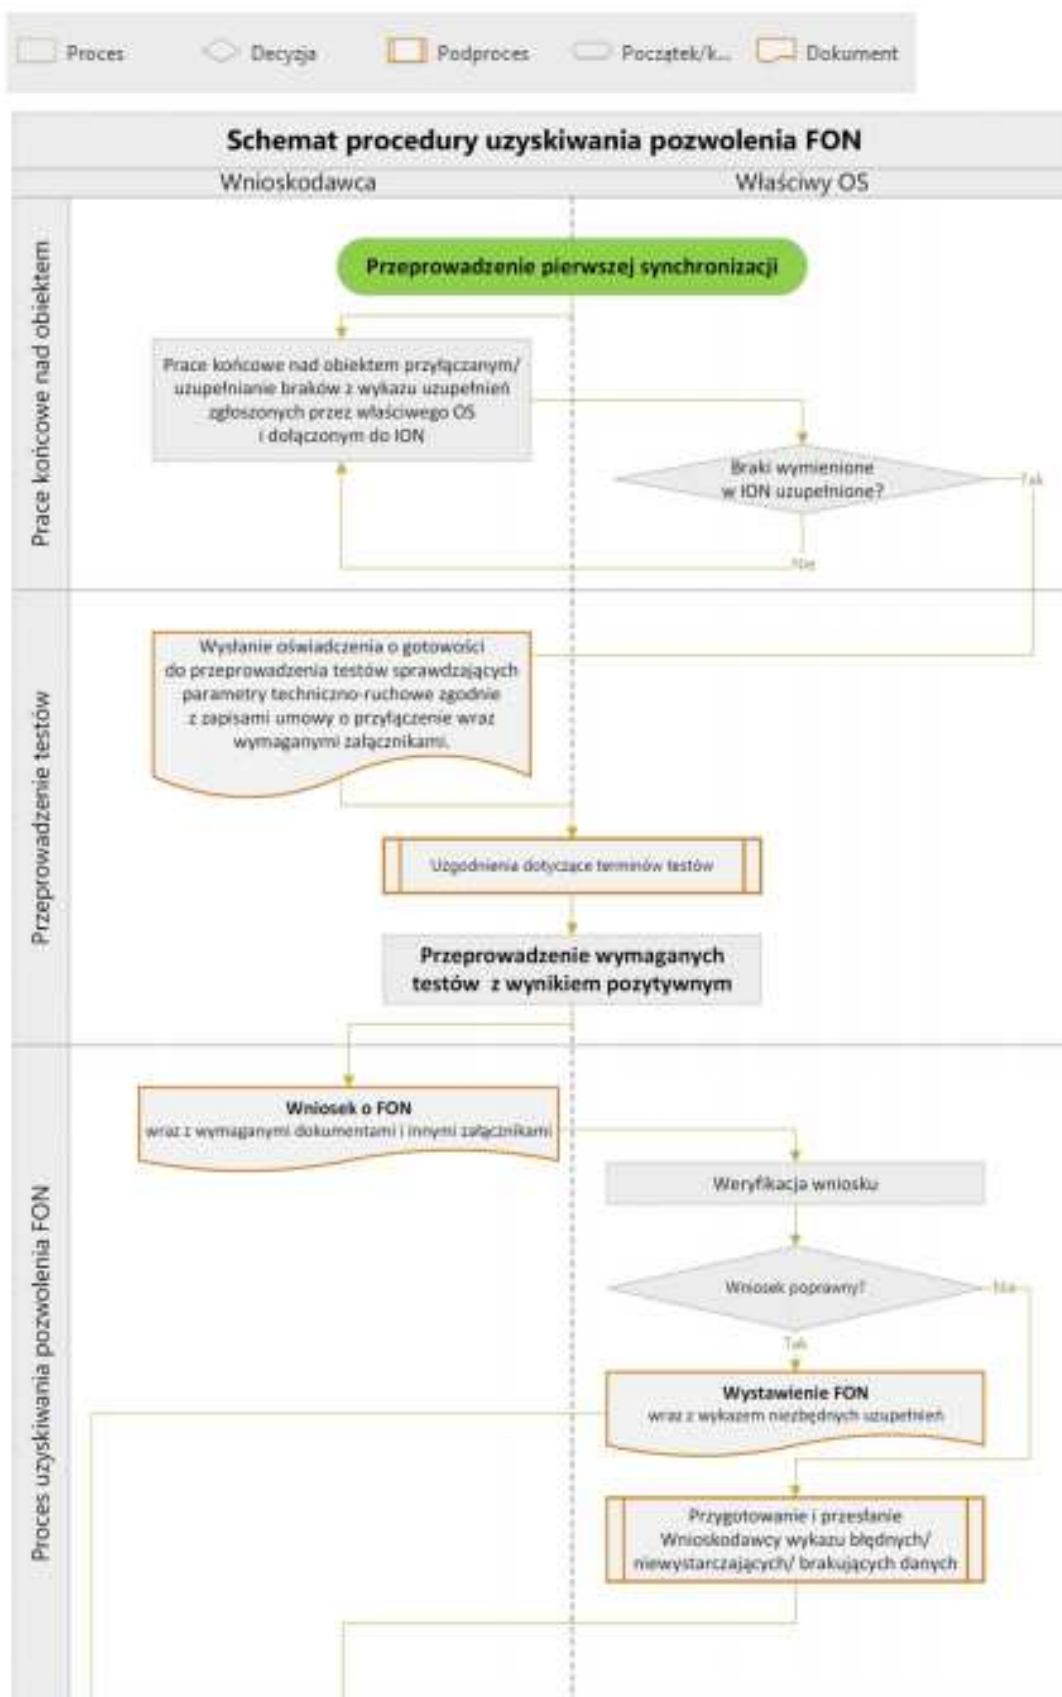 Proces
Decyzja
Podproces
Początek/k...
Dokument
Schemat procedury uzyskiwania pozwolenia FON
Wnioskodawca
Właściwy OS
Prace końcowe nad obiektem
Przeprowadzenie pierwszej synchronizacji
Prace końcowe nad obiektem przyłączanym/
uzupełnianie braków z wykazu uzupełnień
zgłoszonych przez właściwego OS
i dołączonym do ION
Braki wymienione
w ION uzupełnione?
Tak
Nie
Przeprowadzenie testów
Wysłanie oświadczenia o gotowości
do przeprowadzenia testów sprawdzających
parametry techniczno-ruchowe zgodnie
z zapisami umowy o przyłączenie wraz
wymaganymi załącznikami.
Uzgodnienia dotyczące terminów testów
Przeprowadzenie wymaganych
testów z wynikiem pozytywnym
Proces uzyskiwania pozwolenia FON
Wniosek o FON
wraz z wymaganymi dokumentami i innymi załącznikami
Weryfikacja wniosku
Wniosek poprawny?
Nie
Tak
Wystawienie FON
wraz z wykazem niezbędnych uzupełnień
Przygotowanie i przesłanie
Wnioskodawcy wykazu błędnych/
niewystarczających/ brakujących danych